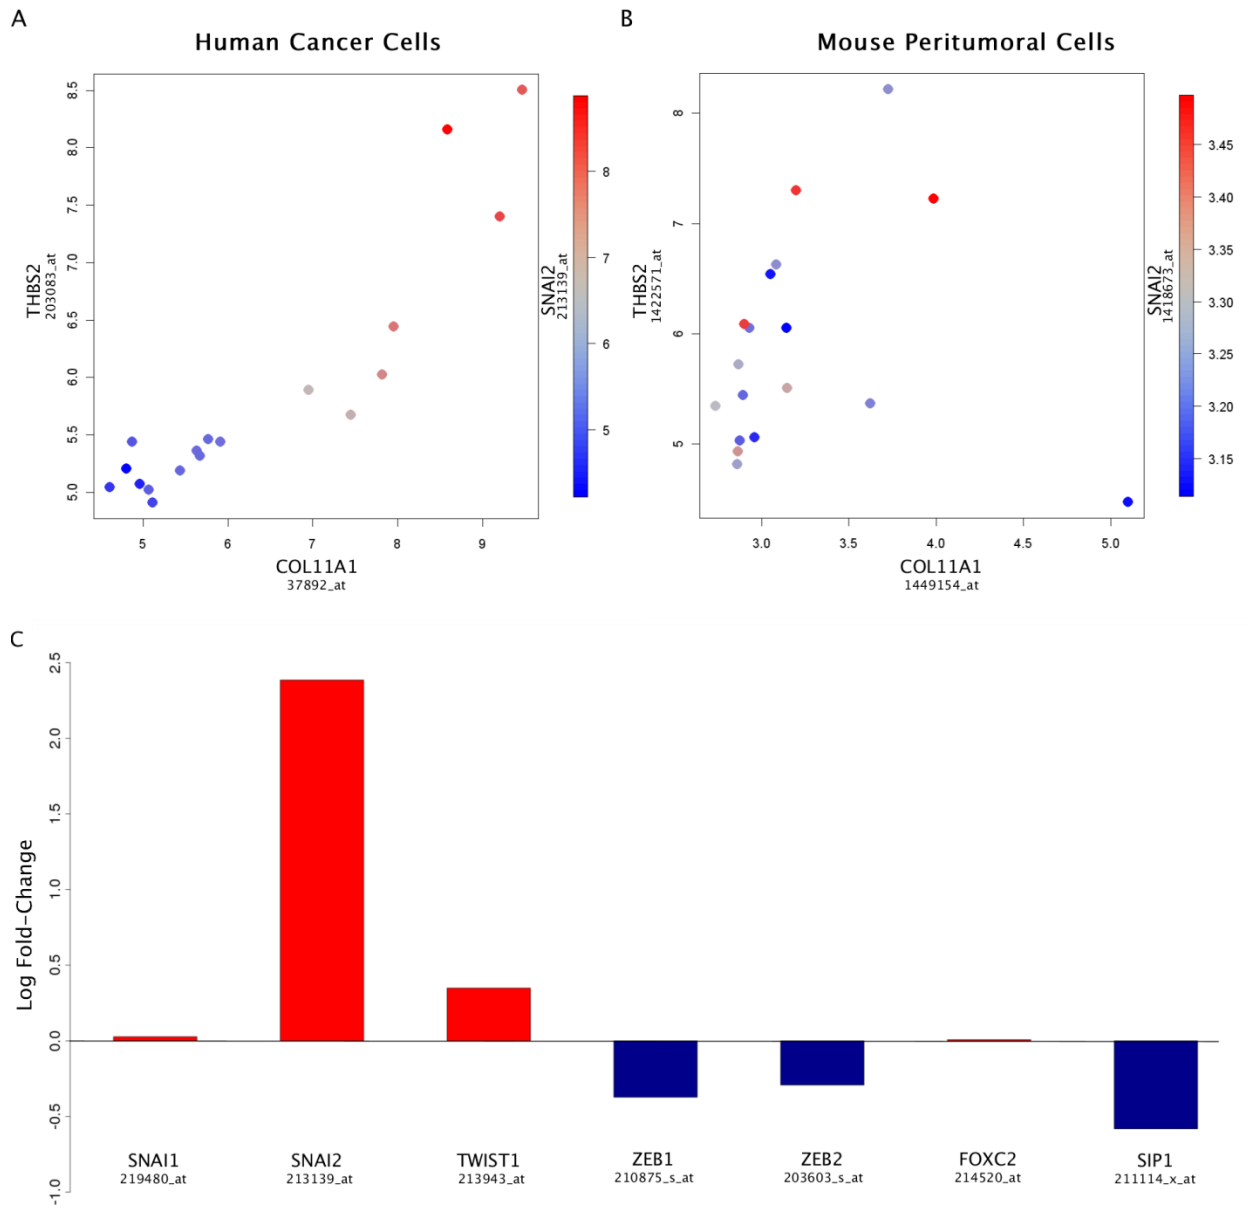 A
Human Cancer Cells
8.5
8.0
7.5
7.0
6.5
6.0
5.5
5.0
THBS2
203083_at
5
6
7
8
9
COL11A1
37892_at
SNAI2
213139_at
8
7
6
5
B
Mouse Peritumoral Cells
8
7
6
5
THBS2
1422571_at
3.0
3.5
4.0
4.5
5.0
COL11A1
1449154_at
SNAI2
1418673_at
3.45
3.40
3.35
3.30
3.25
3.20
3.15
C
2.5
2.0
1.5
1.0
0.5
0.0
-0.5
-1.0
Log Fold-Change
SNAI1
219480_at
SNAI2
213139_at
TWIST1
213943_at
ZEB1
210875_s_at
ZEB2
203603_s_at
FOXC2
214520_at
SIP1
211114_x_at